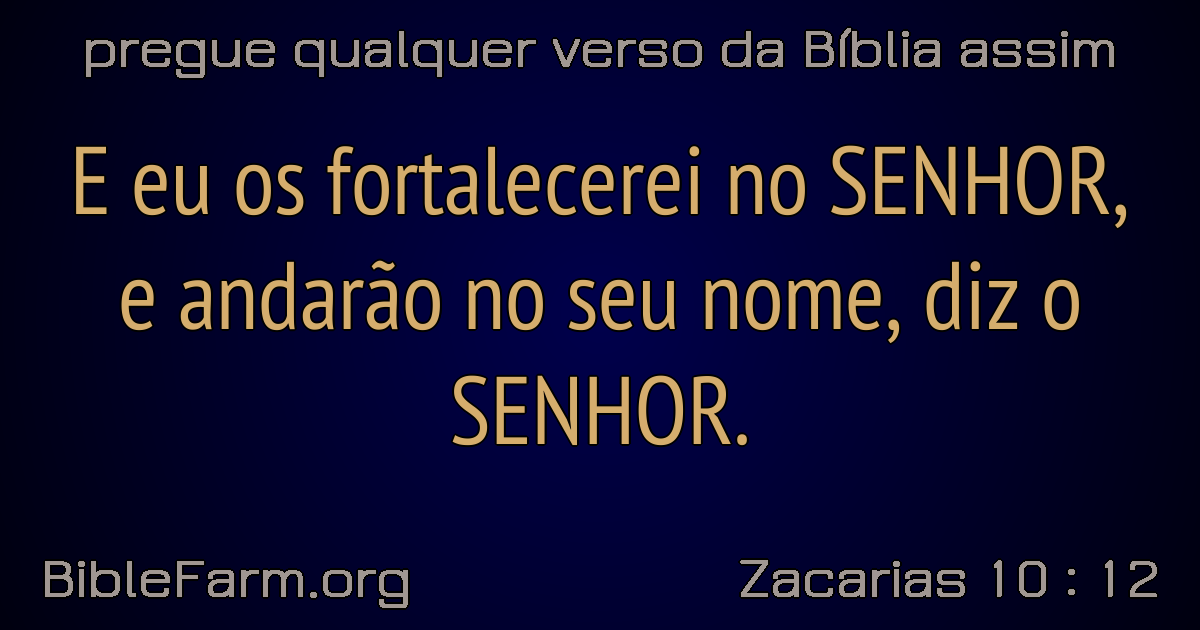 pregue qualquer verso da Bíblia assim
E eu os fortalecerei no SENHOR,
e andarão no seu nome, diz o
SENHOR.
BibleFarm.org
Zacarias 10 : 12